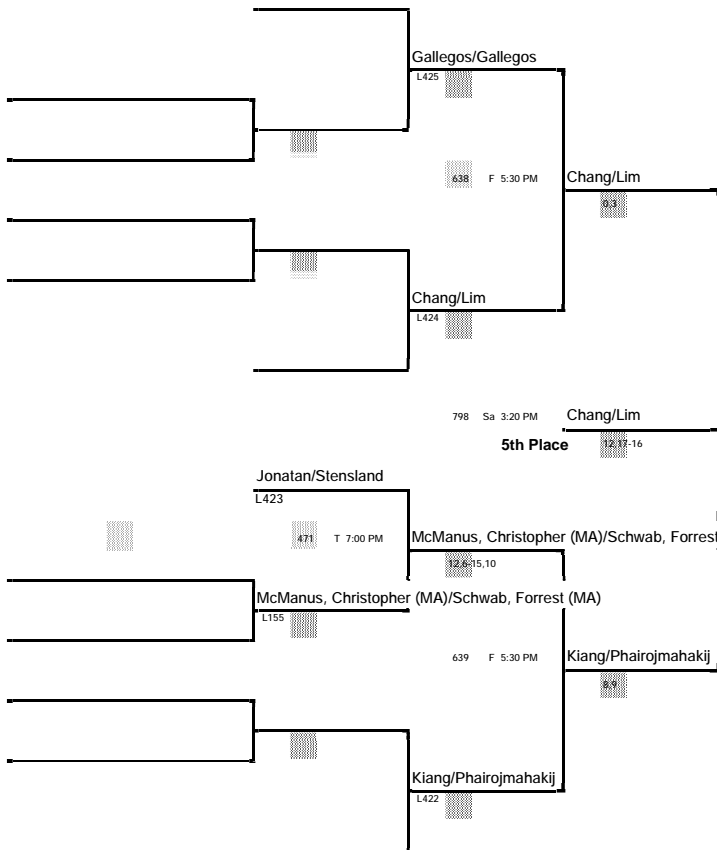 Gallegos/Gallegos
L425
638 F 5:30 PM
Chang/Lim
0,3
Chang/Lim
L424
798 Sa 3:20 PM
Chang/Lim
5th Place
12,17-16
Jonatan/Stensland
L423
471 T 7:00 PM
McManus, Christopher (MA)/Schwab, Forrest
12,6-15,10
McManus, Christopher (MA)/Schwab, Forrest (MA)
L155
639 F 5:30 PM
Kiang/Phairojmahakij
8,9
Kiang/Phairojmahakij
L422